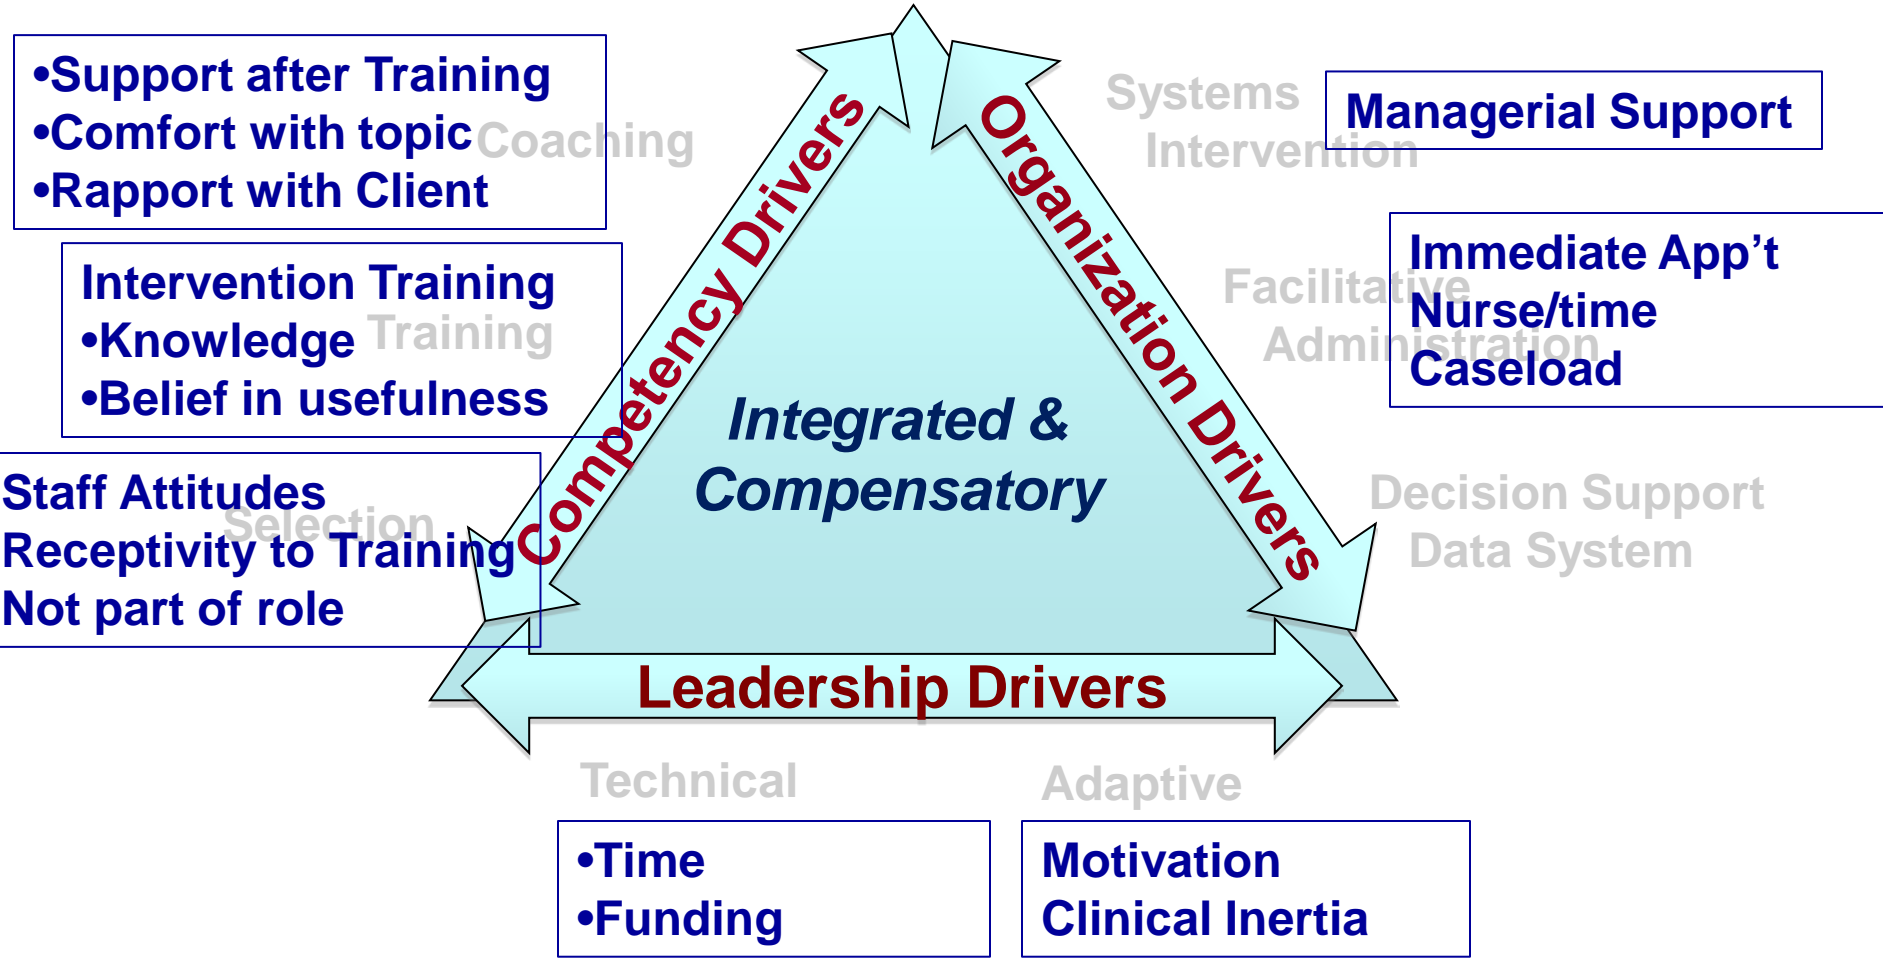 •Support after Training
•Comfort with topic
•Rapport with Client
Coaching
Intervention Training
•Knowledge
•Belief in usefulness
Training
Staff Attitudes
Receptivity to Training
Not part of role
Selection
Competency Drivers
Organization Drivers
Integrated &
Compensatory
Leadership Drivers
Systems
Intervention
Managerial Support
Facilitative
Administration
Immediate App’t
Nurse/time
Caseload
Decision Support
Data System
Technical
•Time
•Funding
Adaptive
Motivation
Clinical Inertia